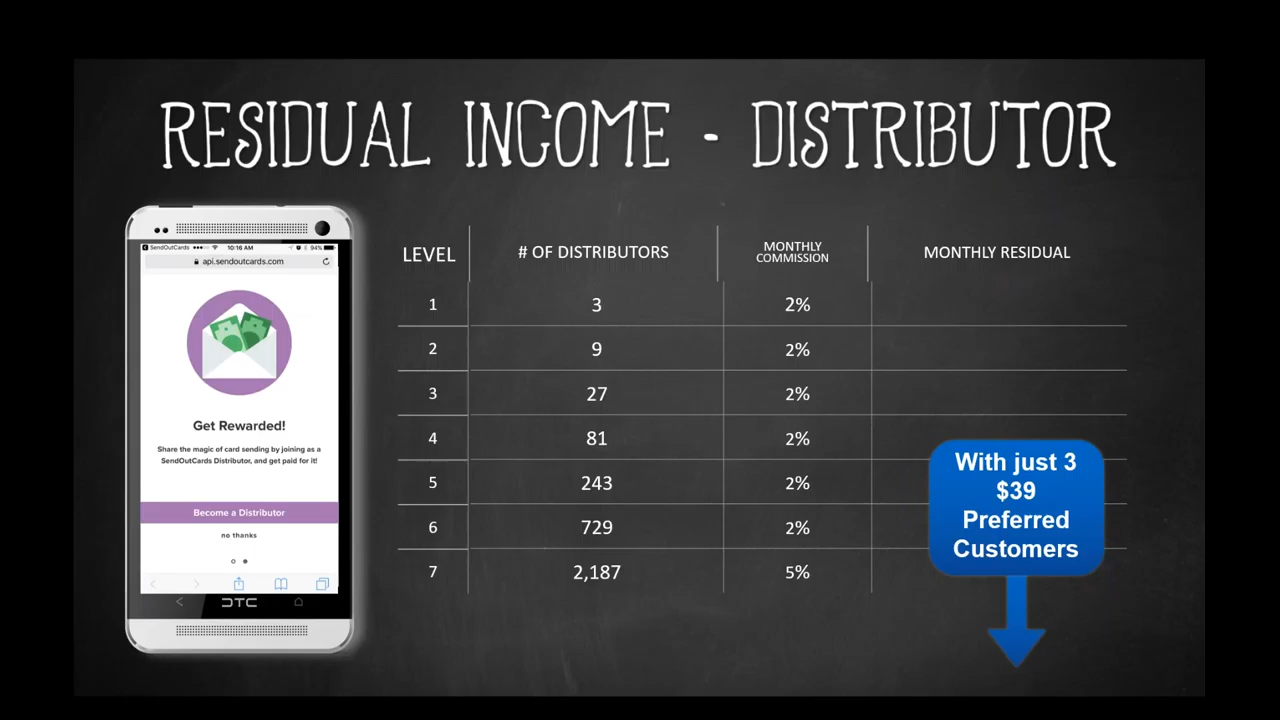 RESIDUAL INCOME - DISTRIBUTOR
SendOutCards 10:16 AM 94%
api.sendoutcards.com
Get Rewarded!
Share the magic of card sending by joining as a
SendOutCards Distributor, and get paid for it!
Become a Distributor
no thanks
DTC
LEVEL # OF DISTRIBUTORS MONTHLY COMMISSION MONTHLY RESIDUAL
1 3 2%
2 9 2%
3 27 2%
4 81 2%
5 243 2%
6 729 2%
7 2,187 5%
With just 3
$39
Preferred
Customers